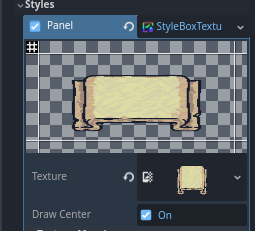 Styles
Panel StyleBoxTextu
Texture
Draw Center On